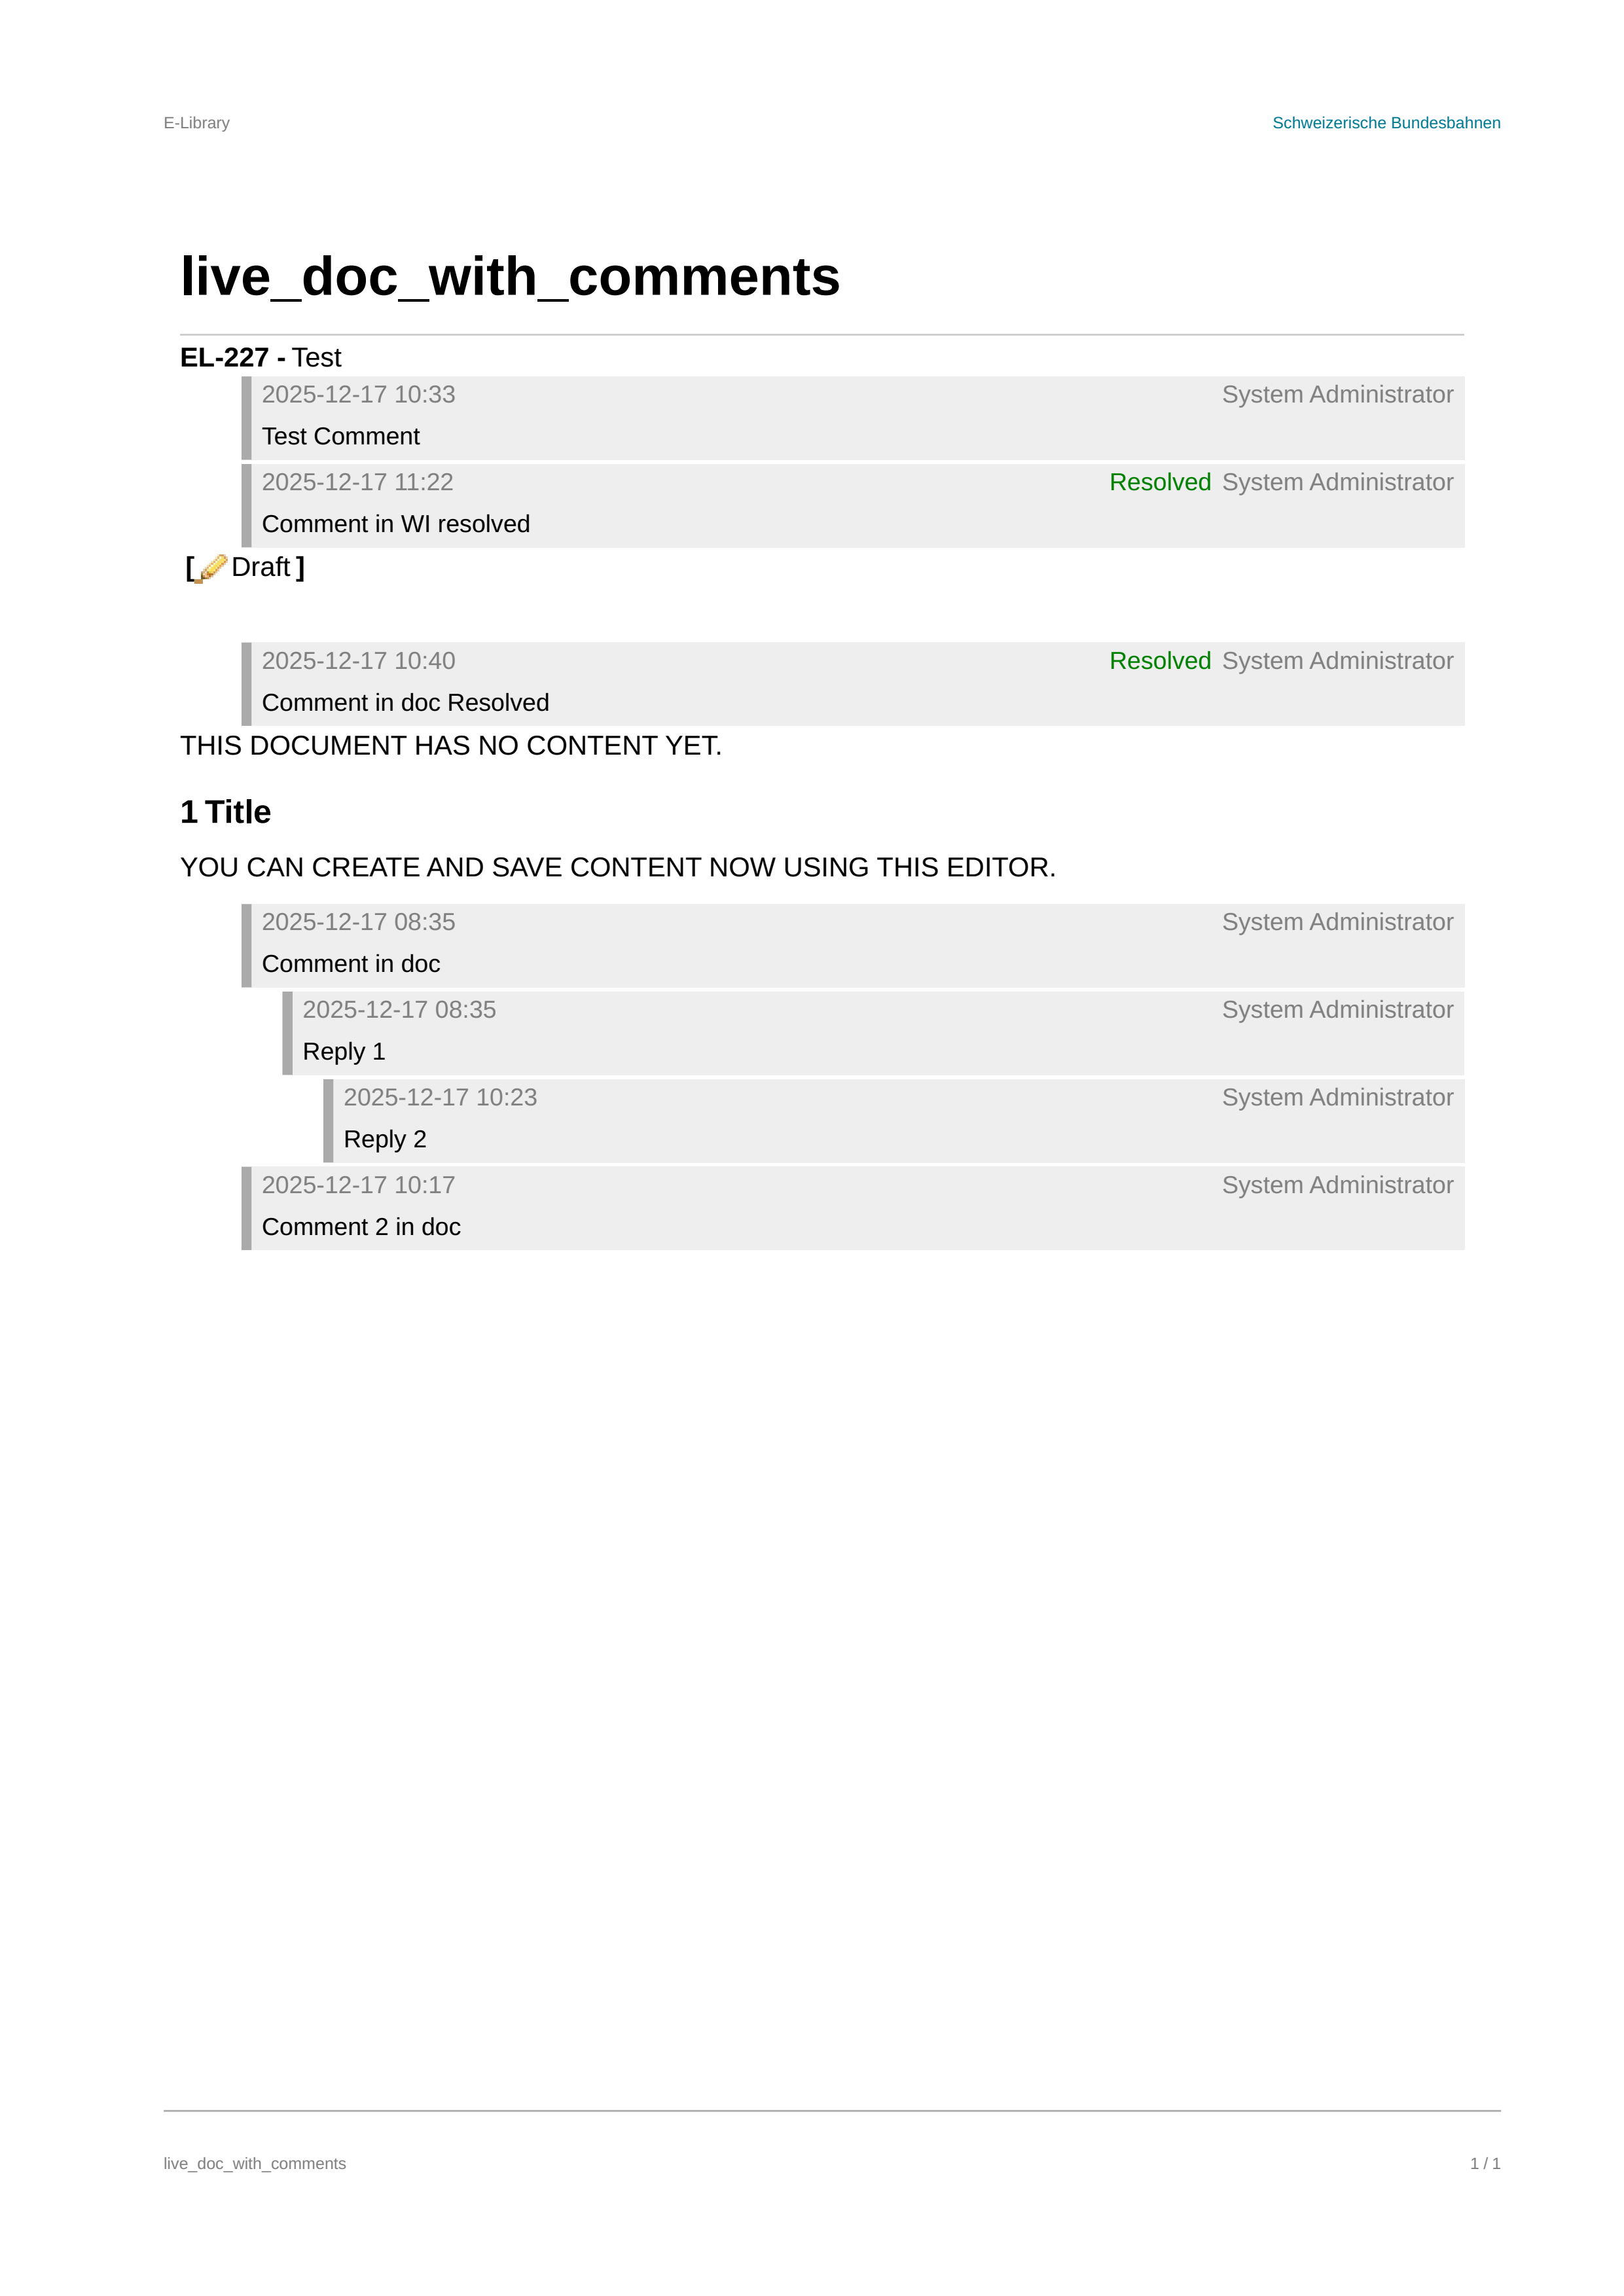 E-Library
Schweizerische Bundesbahnen
live_doc_with_comments
EL-227 - Test
2025-12-17 10:33 System Administrator
Test Comment
2025-12-17 11:22 Resolved System Administrator
Comment in WI resolved
[ Draft ]
2025-12-17 10:40 Resolved System Administrator
Comment in doc Resolved
THIS DOCUMENT HAS NO CONTENT YET.
1 Title
YOU CAN CREATE AND SAVE CONTENT NOW USING THIS EDITOR.
2025-12-17 08:35 System Administrator
Comment in doc
2025-12-17 08:35 System Administrator
Reply 1
2025-12-17 10:23 System Administrator
Reply 2
2025-12-17 10:17 System Administrator
Comment 2 in doc
live_doc_with_comments
1 / 1